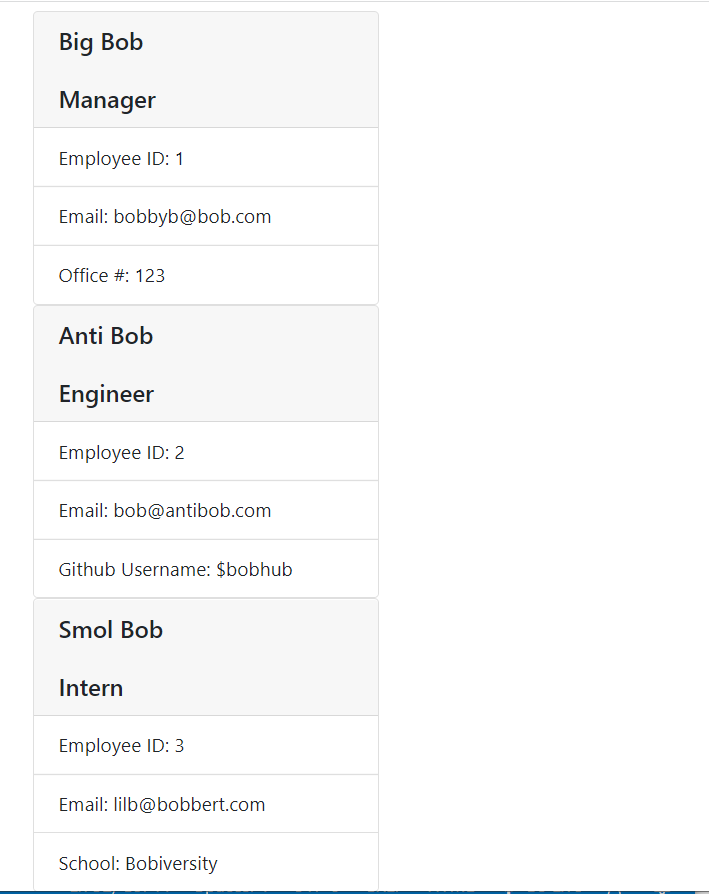 Big Bob
Manager
Employee ID: 1
Email: bobbyb@bob.com
Office #: 123
Anti Bob
Engineer
Employee ID: 2
Email: bob@antibob.com
Github Username: $bobhub
Smol Bob
Intern
Employee ID: 3
Email: lilb@bobbert.com
School: Bobiversity